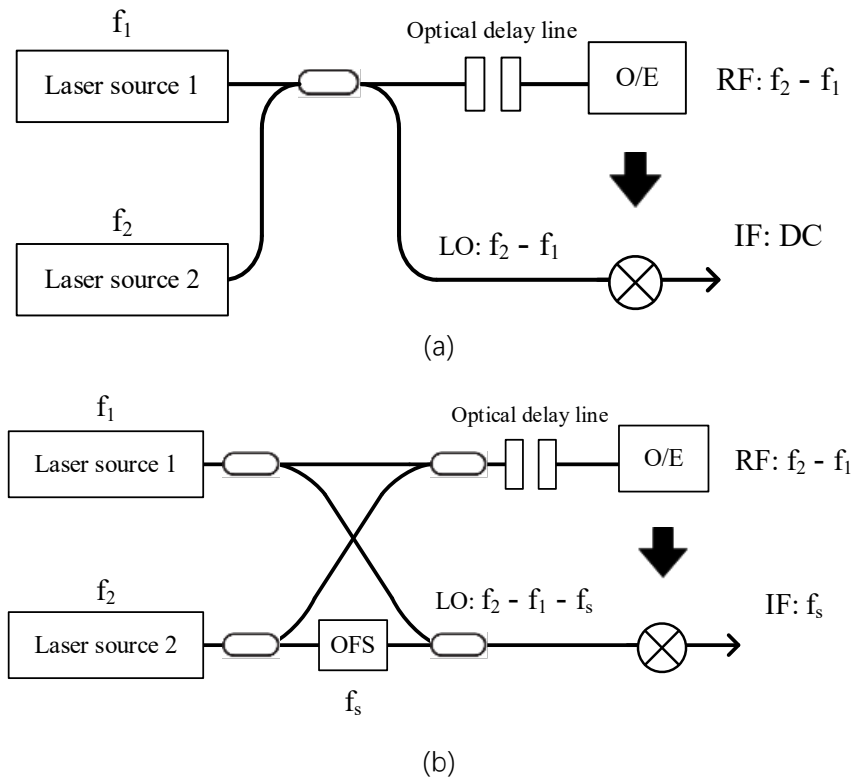 f₁
Optical delay line
Laser source 1
O/E
RF: f₂ - f₁
f₂
Laser source 2
LO: f₂ - f₁
IF: DC
(a)
f₁
Optical delay line
Laser source 1
O/E
RF: f₂ - f₁
f₂
LO: f₂ - f₁ - fₛ
IF: fₛ
Laser source 2
OFS
fₛ
(b)